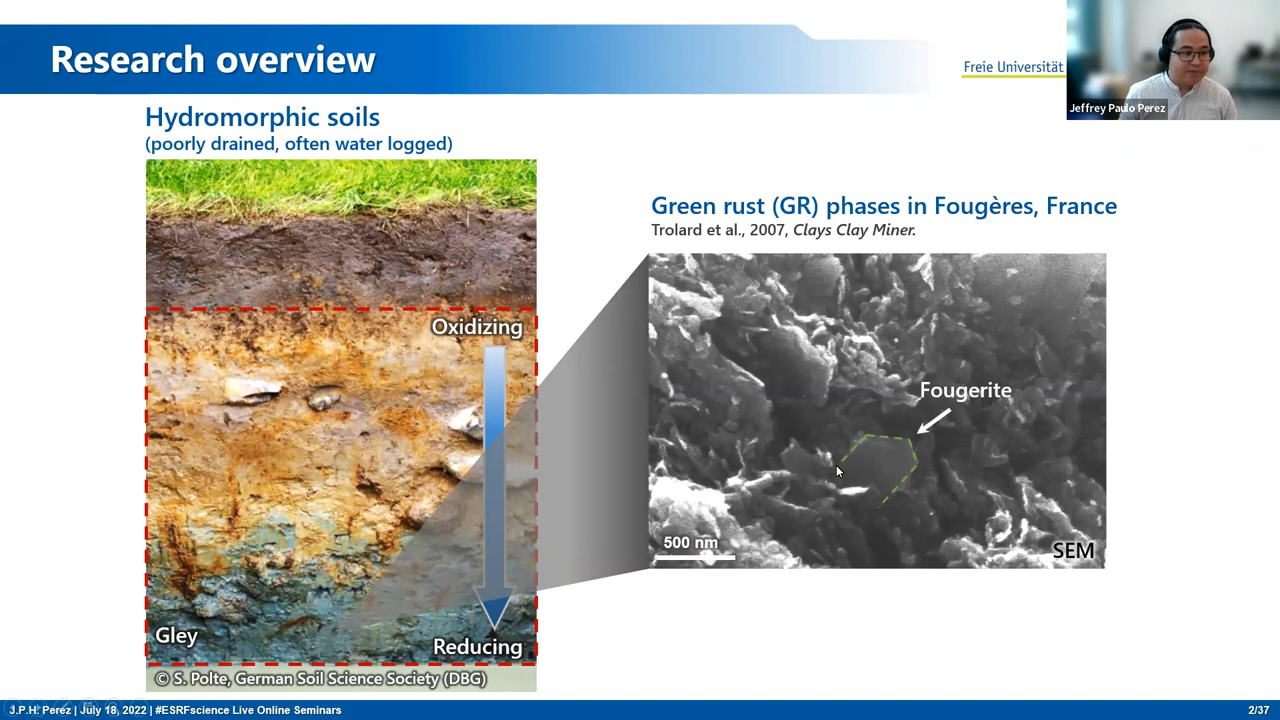 Research overview
Freie Universität
Jeffrey Paulo Perez
Hydromorphic soils
(poorly drained, often water logged)
Green rust (GR) phases in Fougères, France
Trolard et al., 2007, Clays Clay Miner.
Oxidizing
Fougerite
500 nm
SEM
Gley
Reducing
© S. Polte, German Soil Science Society (DBG)
J.P.H. Perez | July 18, 2022 | #ESRFscience Live Online Seminars
2/37